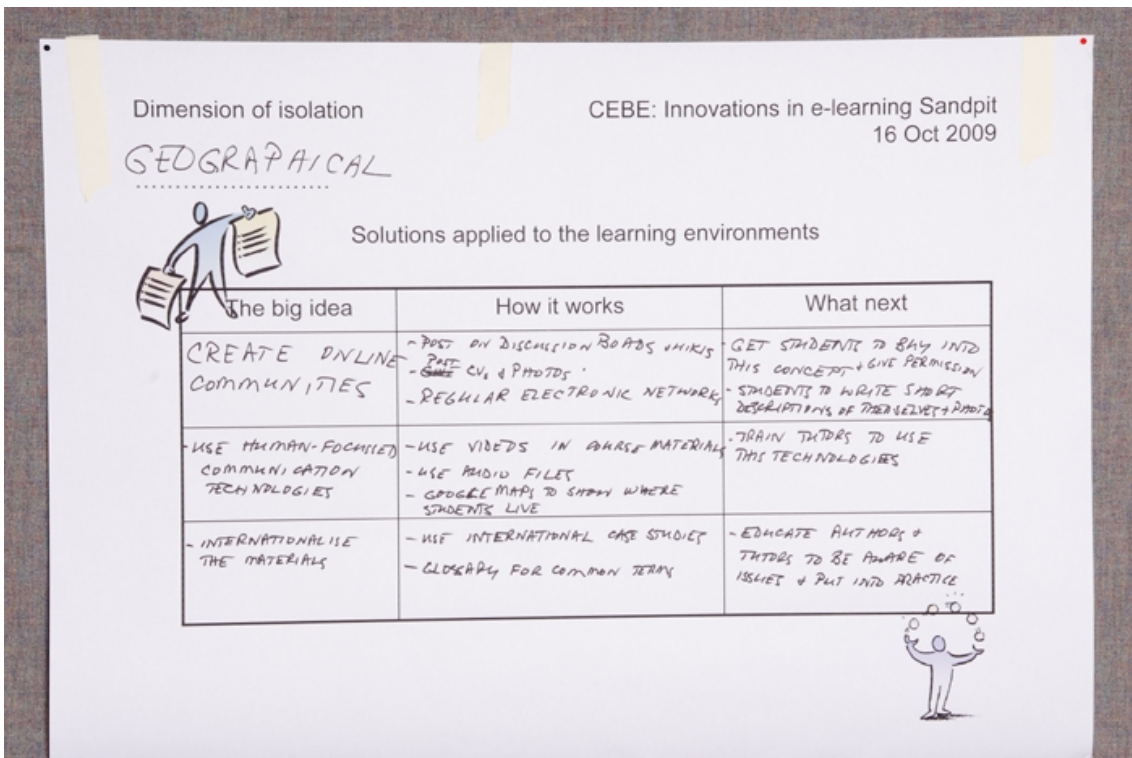 Dimension of isolation
CEBE: Innovations in e-learning Sandpit
16 Oct 2009
GEOGRAPAICAL
Solutions applied to the learning environments
The big idea
How it works
What next
CREATE ONLINE
COMMUNITIES
- POST ON DISCUSSION BOADS + WIKIS
- POST CVs & PHOTOS
- REGULAR ELECTRONIC NETWORKS
- GET STUDENTS TO BUY INTO
THIS CONCEPT + GIVE PERMISSION
- STUDENTS TO WRITE SHORT
DESCRIPTIONS OF THEMSELVES + PHOTO
- USE HUMAN-FOCUSSED
COMMUNICATION
TECHNOLOGIES
- USE VIDEOS IN COURSE MATERIALS
- USE AUDIO FILES
- GOOGLE MAPS TO SHOW WHERE
STUDENTS LIVE
- TRAIN TUTORS TO USE
THIS TECHNOLOGIES
- INTERNATIONALISE
THE MATERIALS
- USE INTERNATIONAL CASE STUDIES
- GLOSSARY FOR COMMON TERMS
- EDUCATE AUTHORS +
TUTORS TO BE AWARE OF
ISSUES + PUT INTO PRACTICE